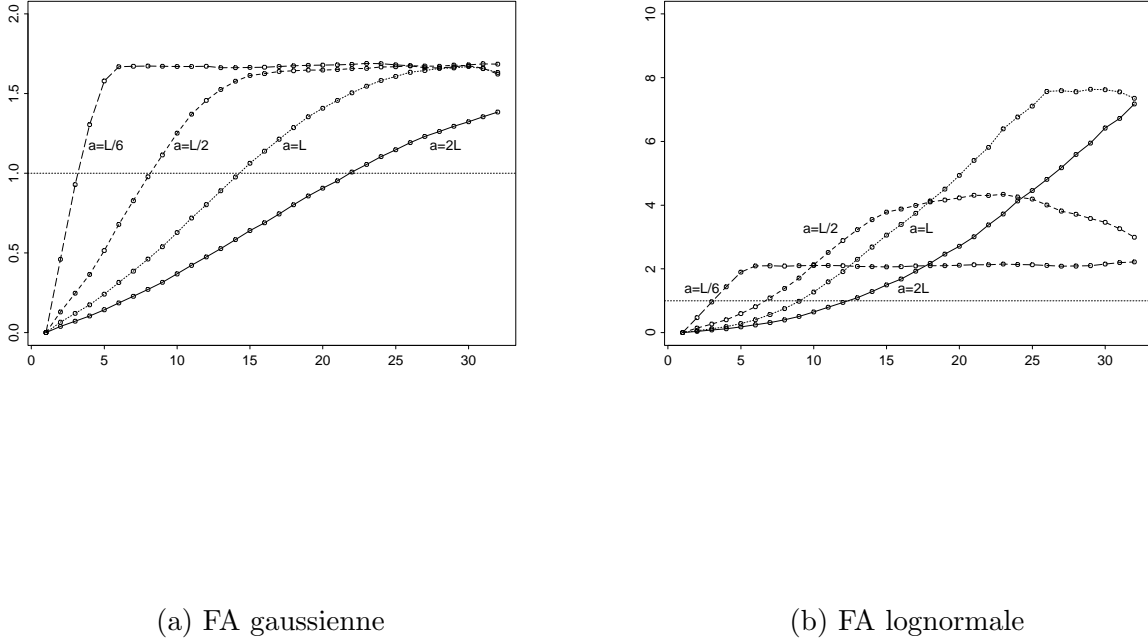 2.0
1.5
1.0
0.5
0.0
a=L/6
a=L/2
a=L
a=2L
0 5 10 15 20 25 30
(a) FA gaussienne
10
8
6
4
2
0
a=L/2
a=L
a=L/6
a=2L
0 5 10 15 20 25 30
(b) FA lognormale